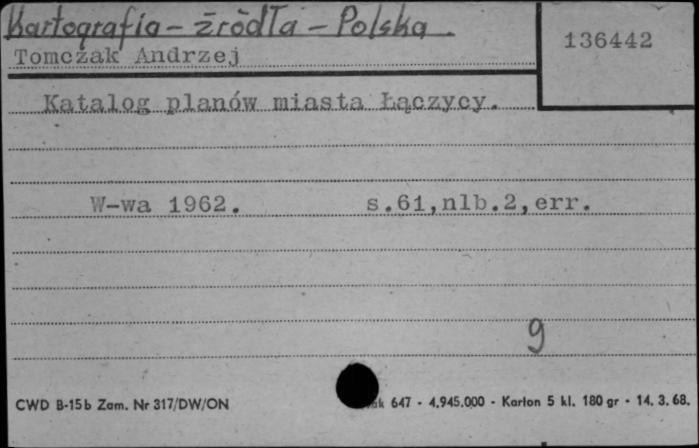 Kartografia - źródła - Polska.
136442
Tomczak Andrzej
Katalog planów miasta Łączycy.
W-wa 1962. s.61,nlb.2,err.
9
CWD B-15b Zam. Nr 317/DW/ON 647 - 4,945.000 - Karton 5 kl. 180 gr - 14. 3. 68.